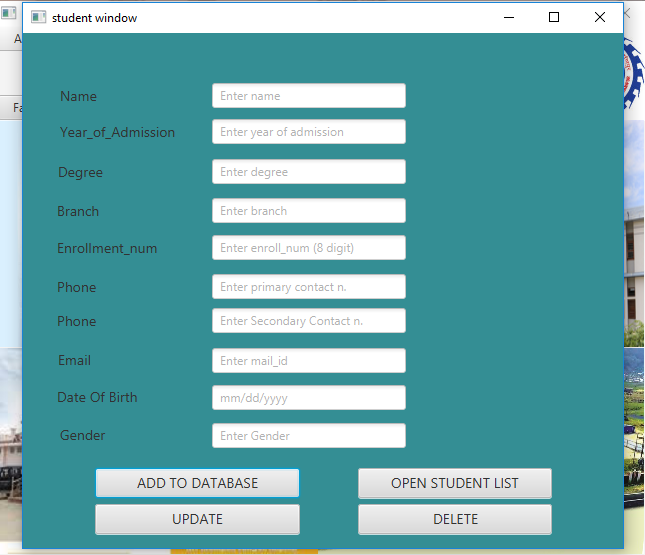 student window
A
Fa
Name
Enter name
Year_of_Admission
Enter year of admission
Degree
Enter degree
Branch
Enter branch
Enrollment_num
Enter enroll_num (8 digit)
Phone
Enter primary contact n.
Phone
Enter Secondary Contact n.
Email
Enter mail_id
Date Of Birth
mm/dd/yyyy
Gender
Enter Gender
ADD TO DATABASE
OPEN STUDENT LIST
UPDATE
DELETE